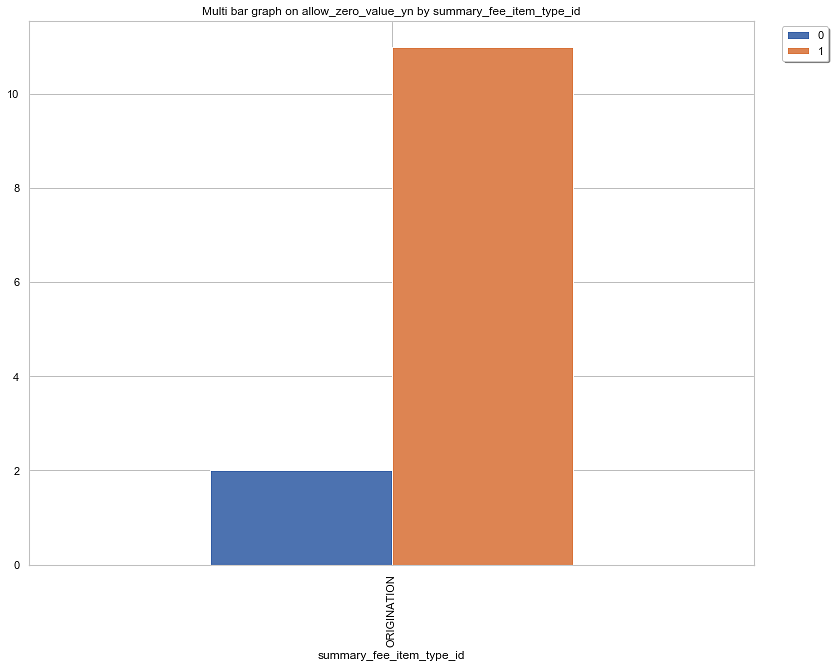 Multi bar graph on allow_zero_value_yn by summary_fee_item_type_id
0
1
10
8
6
4
2
0
ORIGINATION
summary_fee_item_type_id